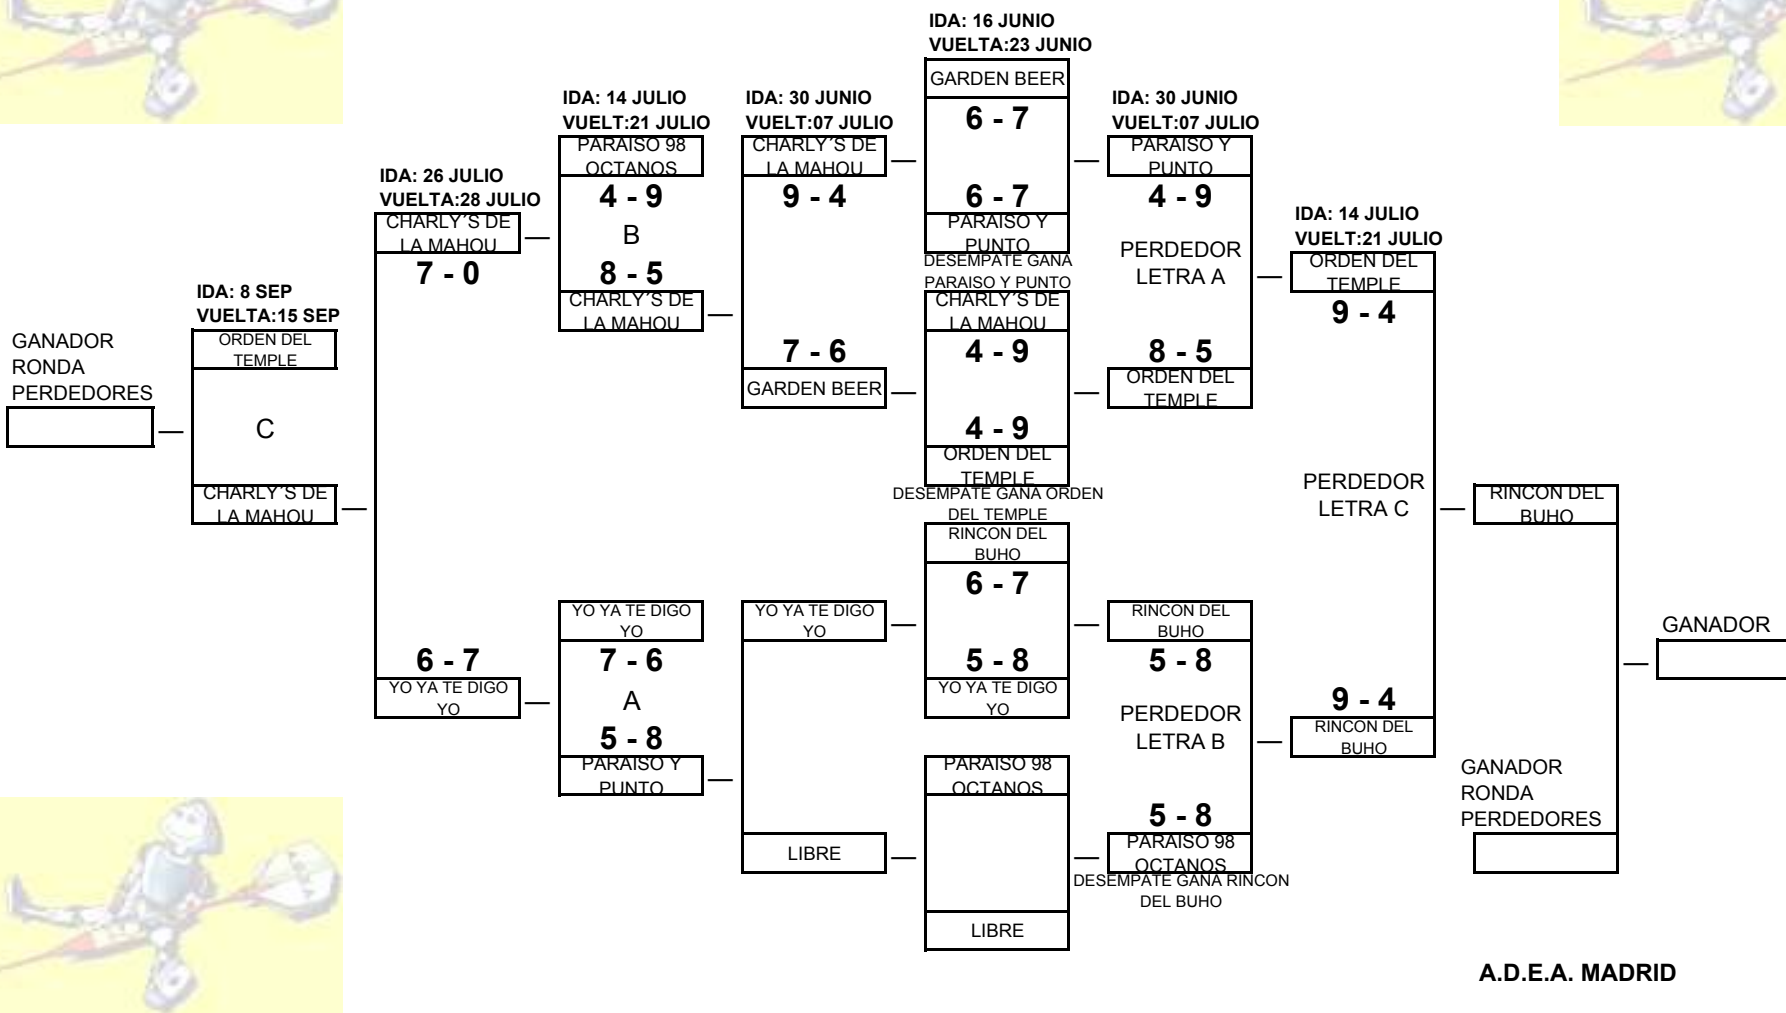 IDA: 16 JUNIO
VUELTA:23 JUNIO
GARDEN BEER
6 - 7
6 - 7
PARAISO Y
PUNTO
DESEMPATE GANA
PARAISO Y PUNTO
CHARLY´S DE
LA MAHOU
4 - 9
4 - 9
ORDEN DEL
TEMPLE
DESEMPATE GANA ORDEN
DEL TEMPLE
RINCON DEL
BUHO
6 - 7
5 - 8
YO YA TE DIGO
YO
PARAISO 98
OCTANOS
LIBRE
IDA: 30 JUNIO
VUELT:07 JULIO
CHARLY´S DE
LA MAHOU
9 - 4
7 - 6
GARDEN BEER
YO YA TE DIGO
YO
LIBRE
IDA: 14 JULIO
VUELT:21 JULIO
PARAISO 98
OCTANOS
4 - 9
B
8 - 5
CHARLY´S DE
LA MAHOU
YO YA TE DIGO
YO
7 - 6
A
5 - 8
PARAISO Y
PUNTO
IDA: 26 JULIO
VUELTA:28 JULIO
CHARLY´S DE
LA MAHOU
7 - 0
6 - 7
YO YA TE DIGO
YO
IDA: 8 SEP
VUELTA:15 SEP
ORDEN DEL
TEMPLE
C
CHARLY´S DE
LA MAHOU
GANADOR
RONDA
PERDEDORES
IDA: 30 JUNIO
VUELT:07 JULIO
PARAISO Y
PUNTO
4 - 9
PERDEDOR
LETRA A
8 - 5
ORDEN DEL
TEMPLE
RINCON DEL
BUHO
5 - 8
PERDEDOR
LETRA B
5 - 8
PARAISO 98
OCTANOS
DESEMPATE GANA RINCON
DEL BUHO
IDA: 14 JULIO
VUELT:21 JULIO
ORDEN DEL
TEMPLE
9 - 4
PERDEDOR
LETRA C
9 - 4
RINCON DEL
BUHO
RINCON DEL
BUHO
GANADOR
RONDA
PERDEDORES
GANADOR
A.D.E.A. MADRID